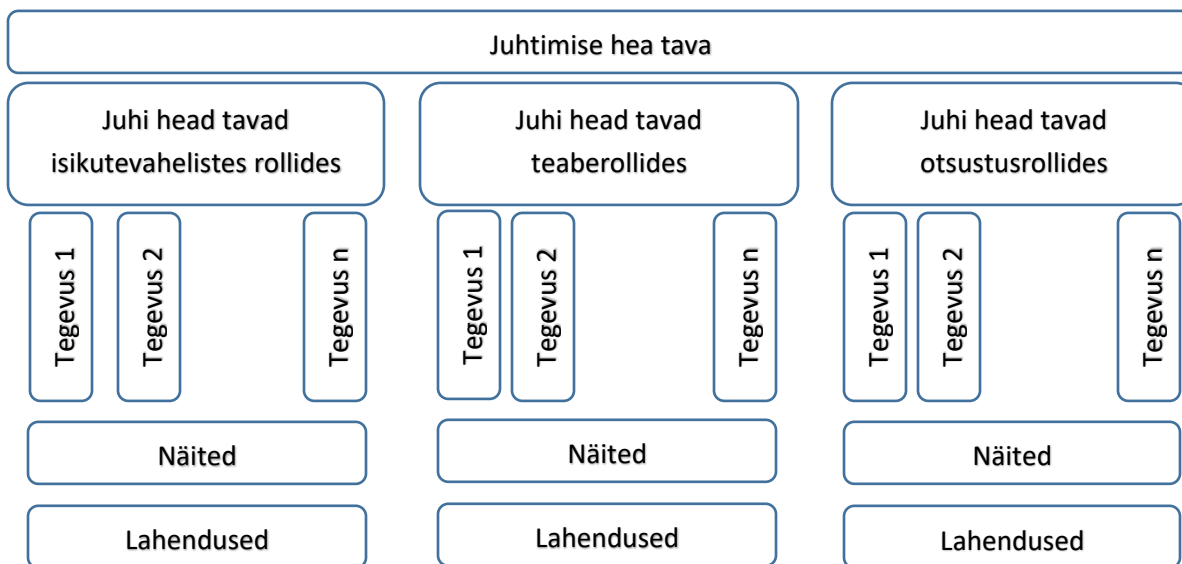 Juhtimise hea tava
Juhi head tavad
isikutevahelistes rollides
Juhi head tavad
teaberollides
Juhi head tavad
otsustusrollides
Tegevus 1
Tegevus 2
Tegevus n
Tegevus 1
Tegevus 2
Tegevus n
Tegevus 1
Tegevus 2
Tegevus n
Näited
Näited
Näited
Lahendused
Lahendused
Lahendused